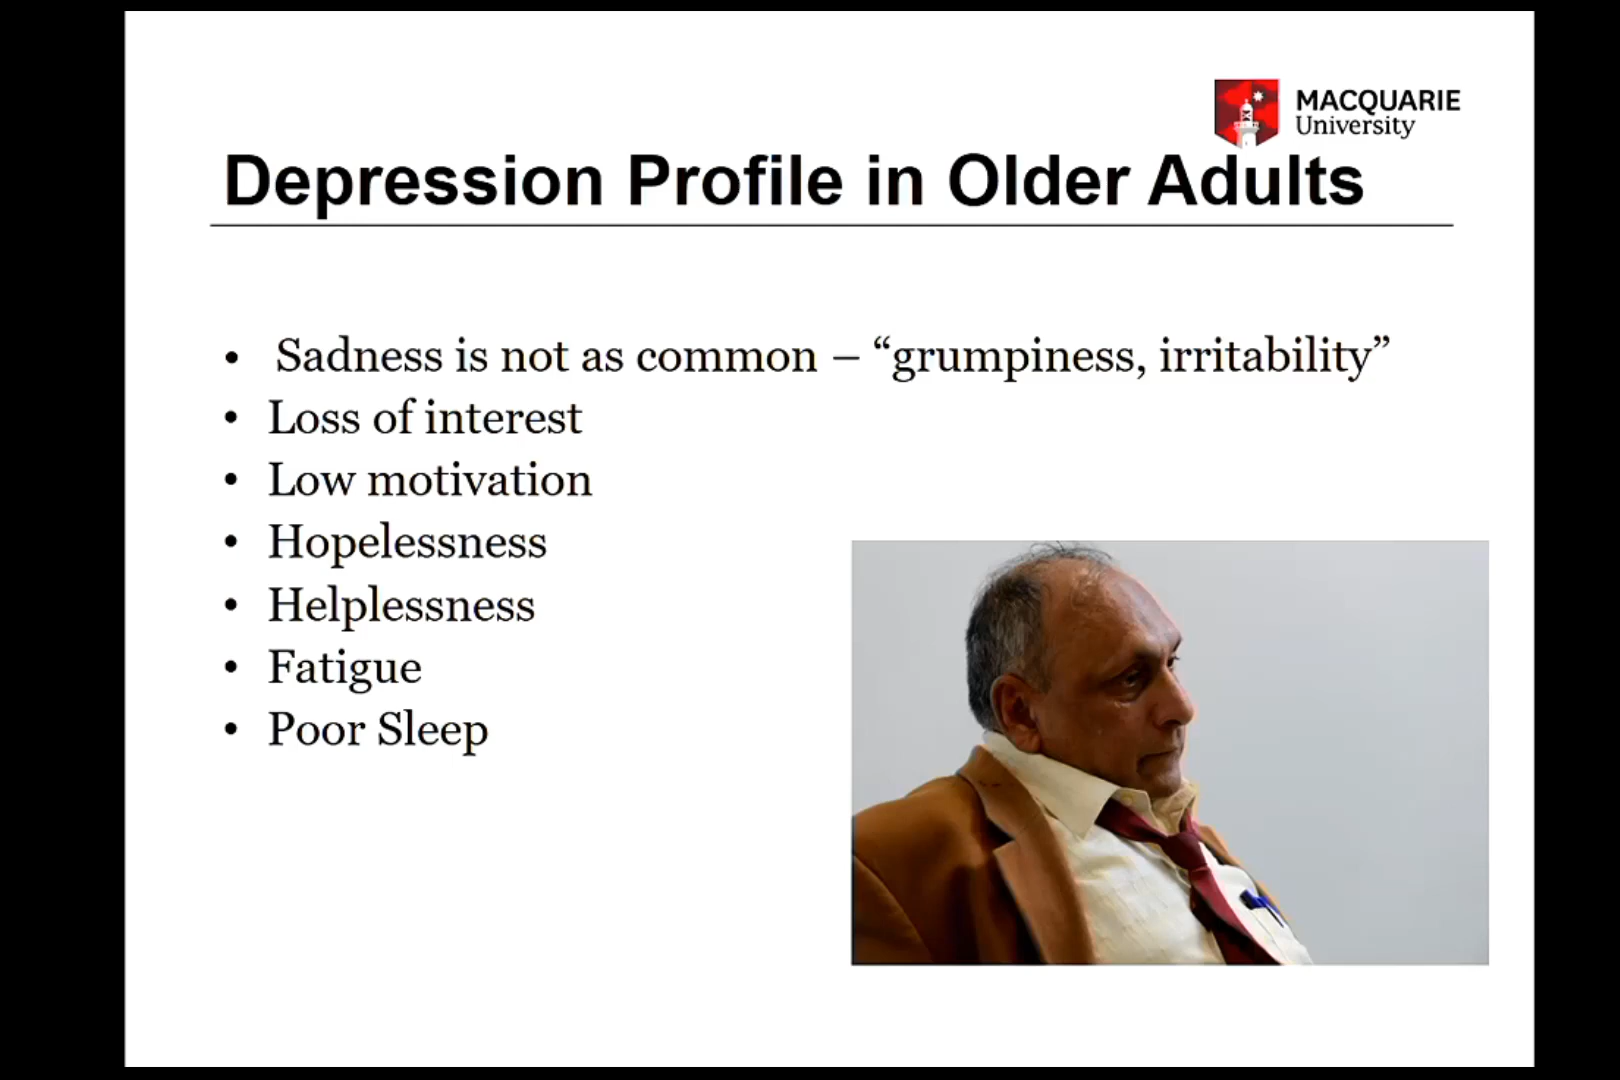 MACQUARIE
University
Depression Profile in Older Adults
• Sadness is not as common – “grumpiness, irritability”
• Loss of interest
• Low motivation
• Hopelessness
• Helplessness
• Fatigue
• Poor Sleep